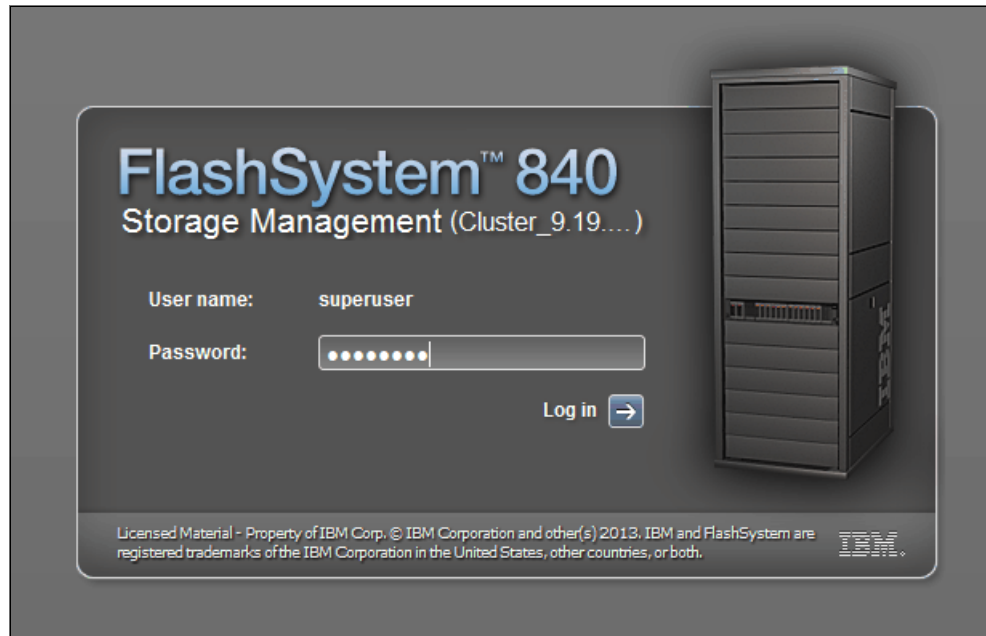 FlashSystem™ 840
Storage Management (Cluster_9.19....)
User name: superuser
Password: ●●●●●●●●
Log in
IBM
Licensed Material - Property of IBM Corp. © IBM Corporation and other(s) 2013. IBM and FlashSystem are
registered trademarks of the IBM Corporation in the United States, other countries, or both.
IBM.